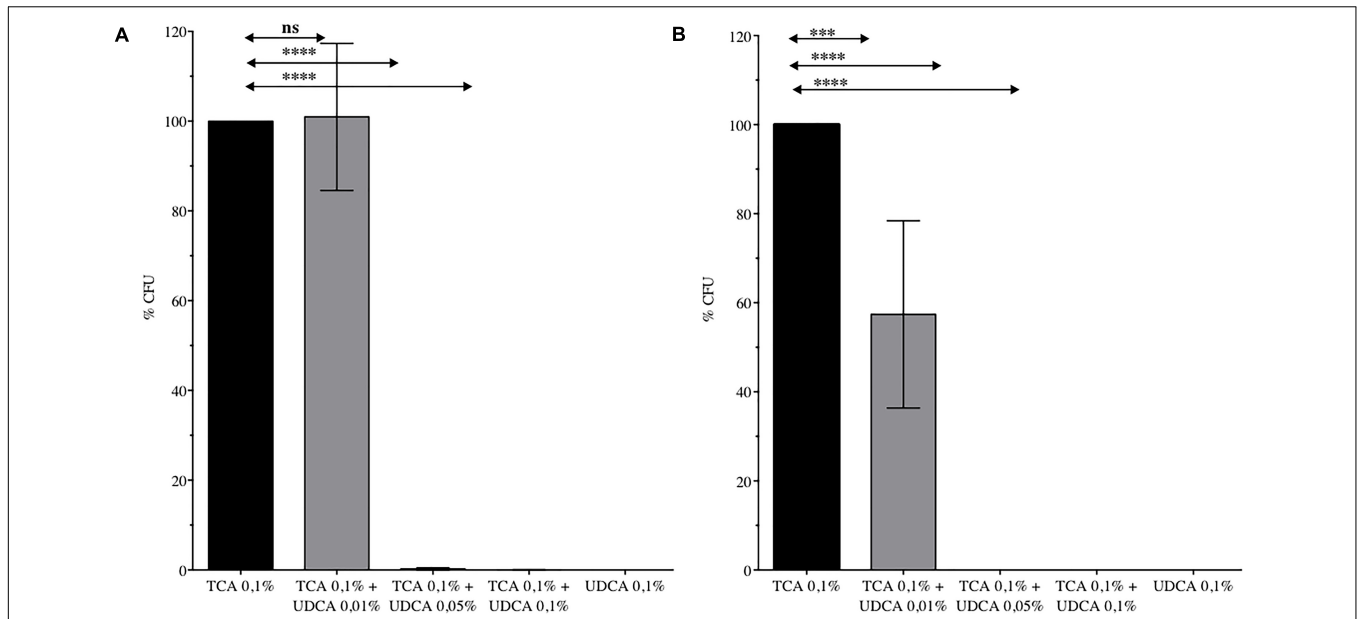 A
ns
****
****
120
100
80
60
40
20
0
% CFU
TCA 0,1%
TCA 0,1% +
UDCA 0,01%
TCA 0,1% +
UDCA 0,05%
TCA 0,1% +
UDCA 0,1%
UDCA 0,1%
B
***
****
****
120
100
80
60
40
20
0
% CFU
TCA 0,1%
TCA 0,1% +
UDCA 0,01%
TCA 0,1% +
UDCA 0,05%
TCA 0,1% +
UDCA 0,1%
UDCA 0,1%